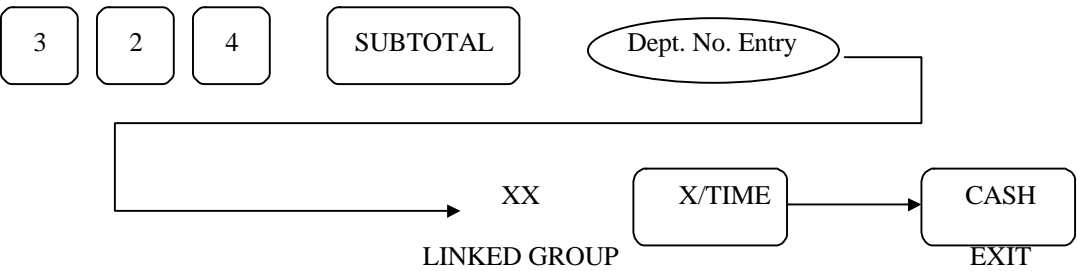 3 2 4 SUBTOTAL Dept. No. Entry
XX X/TIME CASH
LINKED GROUP EXIT